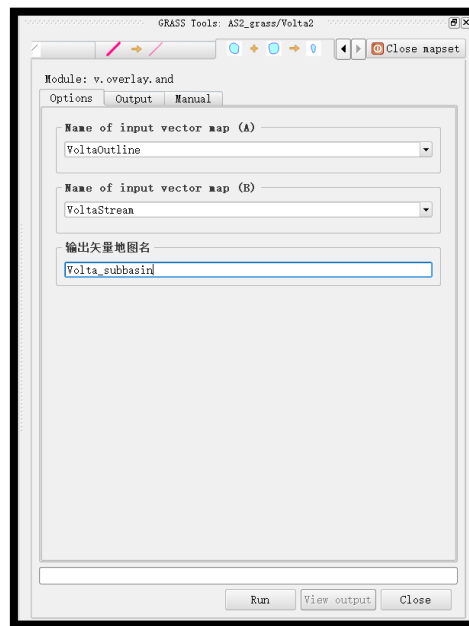 GRASS Tools: AS2_grass/Volta2
Close mapset
Module: v.overlay.and
Options Output Manual
Name of input vector map (A)
VoltaOutline
Name of input vector map (B)
VoltaStream
输出矢量地图名
Volta_subbasin
Run View output Close